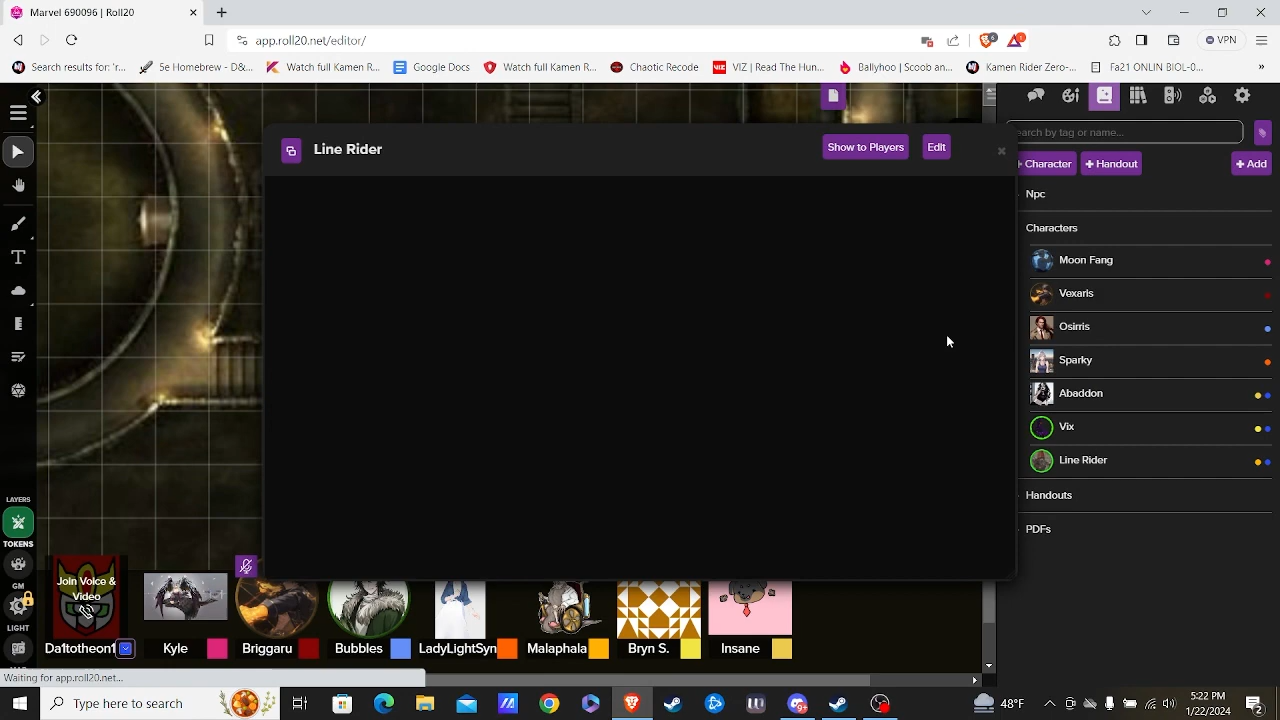 Marvel 690096 | Roll20
app.roll20.net/editor/
VPN
Search results for: 'r...
5e Homebrew - D&...
Watch full Kamen R...
Google Docs
Watch full Kamen R...
Chaotic Recode
VIZ | Read The Hun...
Ballyhoo | Scoob an...
Kamen Rider Zero...
Fa21 ONLIN BIOL-0...
Line Rider
Show to Players
Edit
earch by tag or name...
Character
+ Handout
+ Add
Npc
Characters
Moon Fang
Vexaris
Osirris
Sparky
Abaddon
Vix
Line Rider
Handouts
PDFs
LAYERS
TOKENS
GM
LIGHT
Join Voice &
Video
Kyle
Briggaru
Bubbles
LadyLightSyn
Malaphala
Bryn S.
Insane
Waiting for app.roll20.net...
Type here to search
9+
48°F
5:22 PM
1/22/2024
2